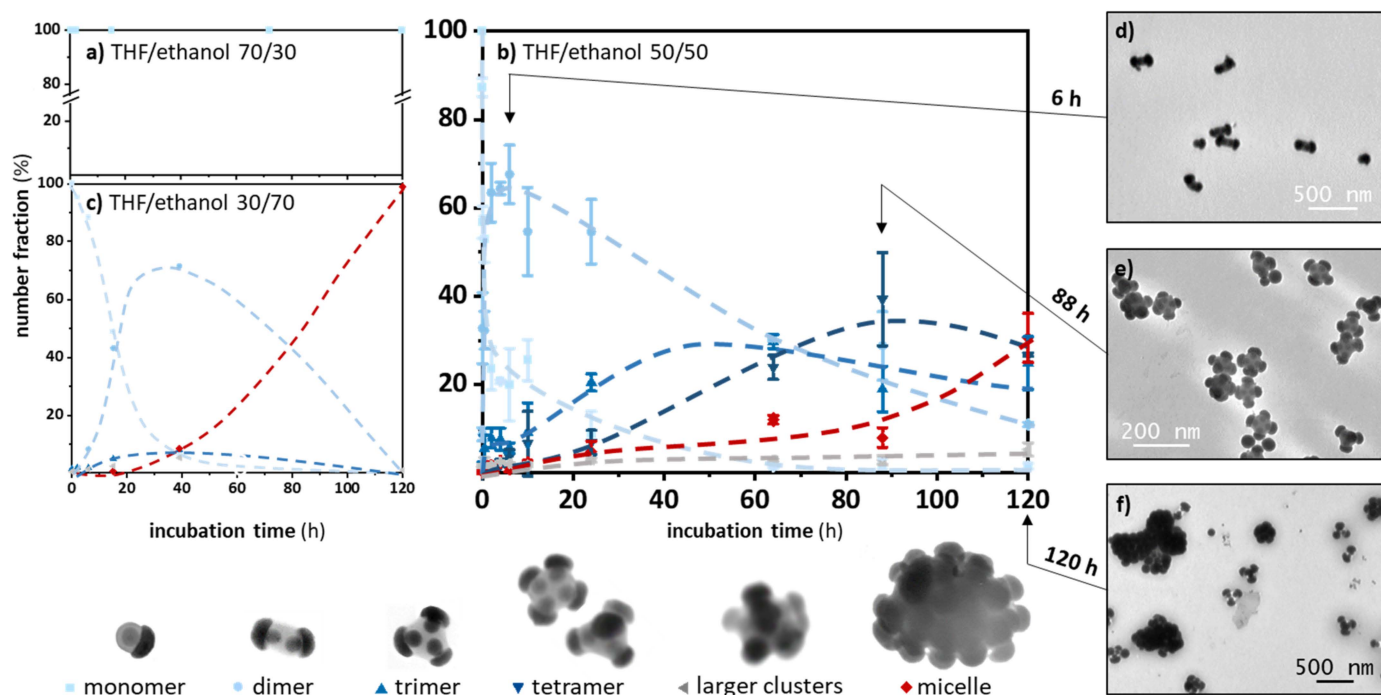 number fraction (%)
a) THF/ethanol 70/30
100
80
20
c) THF/ethanol 30/70
100
80
60
40
20
0 20 40 60 80 100 120
incubation time (h)
b) THF/ethanol 50/50
100
80
60
40
20
0 20 40 60 80 100 120
incubation time (h)
6 h
88 h
120 h
d)
500 nm
e)
200 nm
f)
500 nm
monomer dimer trimer tetramer larger clusters micelle